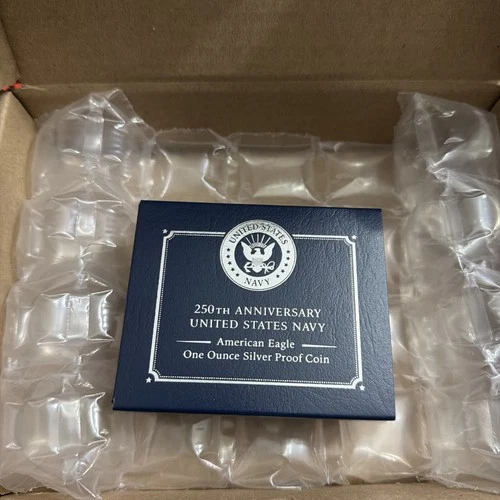 UNITED STATES
NAVY
250TH ANNIVERSARY
UNITED STATES NAVY
American Eagle
One Ounce Silver Proof Coin